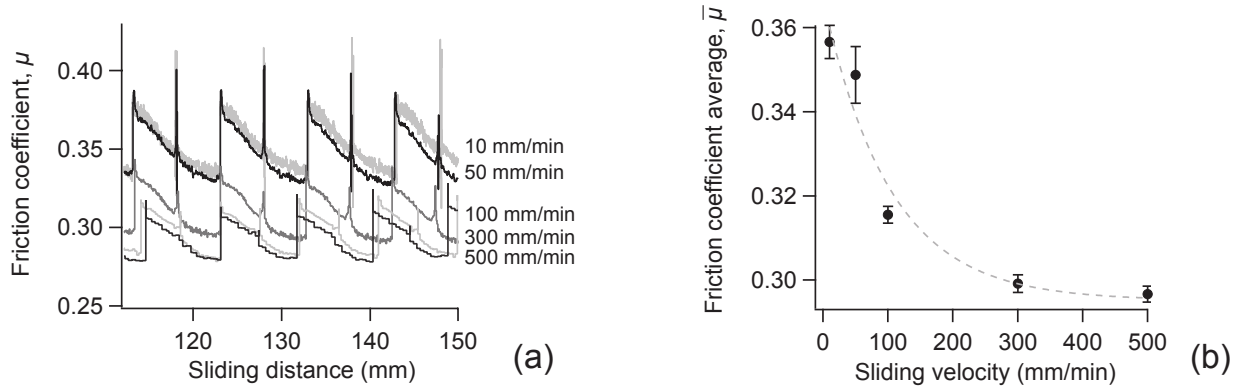 Friction coefficient, μ
0.40
0.35
0.30
0.25
10 mm/min
50 mm/min
100 mm/min
300 mm/min
500 mm/min
120
130
140
150
Sliding distance (mm)
(a)
Friction coefficient average, μ̅
0.36
0.34
0.32
0.30
0
100
200
300
400
500
Sliding velocity (mm/min)
(b)